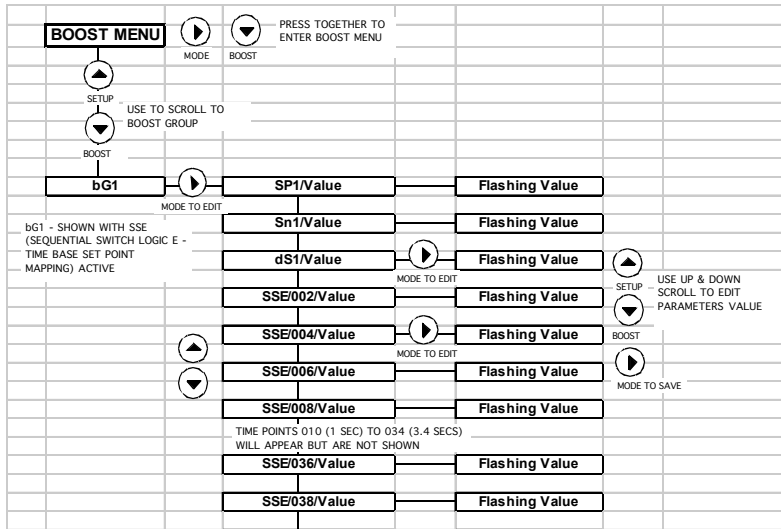 BOOST MENU
MODE
BOOST
PRESS TOGETHER TO
ENTER BOOST MENU
SETUP
USE TO SCROLL TO
BOOST GROUP
BOOST
bG1
MODE TO EDIT
SP1/Value
Flashing Value
bG1 - SHOWN WITH SSE
(SEQUENTIAL SWITCH LOGIC E -
TIME BASE SET POINT
MAPPING) ACTIVE
Sn1/Value
Flashing Value
dS1/Value
MODE TO EDIT
Flashing Value
SSE/002/Value
Flashing Value
SETUP
USE UP & DOWN
SCROLL TO EDIT
PARAMETERS VALUE
BOOST
SSE/004/Value
MODE TO EDIT
Flashing Value
SSE/006/Value
Flashing Value
MODE TO SAVE
SSE/008/Value
Flashing Value
TIME POINTS 010 (1 SEC) TO 034 (3.4 SECS)
WILL APPEAR BUT ARE NOT SHOWN
SSE/036/Value
Flashing Value
SSE/038/Value
Flashing Value